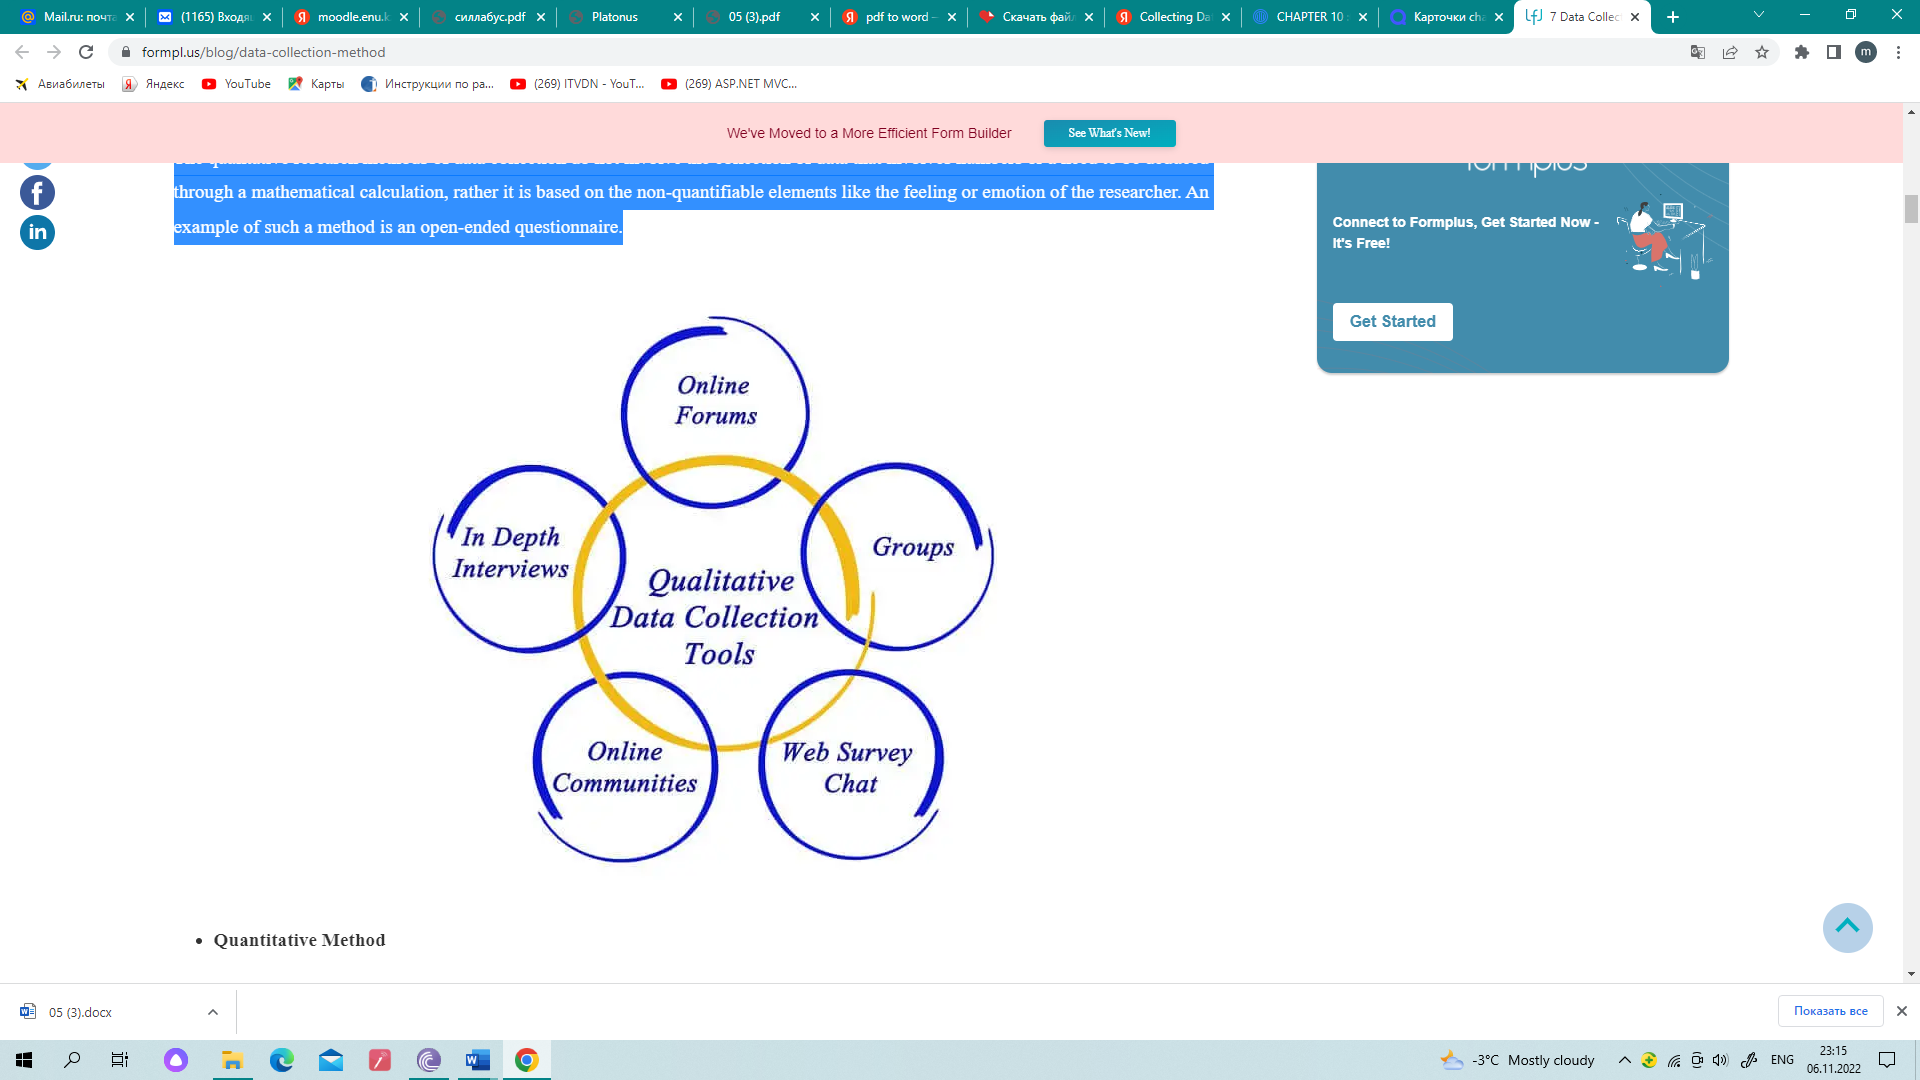 Mail.ru: почта
(1165) Входящ
moodle.enu.k
силлабус.pdf
Platonus
05 (3).pdf
pdf to word –
Скачать файл
Collecting Da
CHAPTER 10
Карточки cha
7 Data Collec
formpl.us/blog/data-collection-method
m
Авиабилеты
Яндекс
YouTube
Карты
Инструкции по ра...
(269) ITVDN - YouT...
(269) ASP.NET MVC...
We've Moved to a More Efficient Form Builder
See What's New!
through a mathematical calculation, rather it is based on the non-quantifiable elements like the feeling or emotion of the researcher. An
example of such a method is an open-ended questionnaire.
formplus
Connect to Formplus, Get Started Now -
It's Free!
Get Started
Online
Forums
In Depth
Interviews
Groups
Qualitative
Data Collection
Tools
Online
Communities
Web Survey
Chat
• Quantitative Method
05 (3).docx
Показать все
-3°C Mostly cloudy
ENG
23:15
06.11.2022